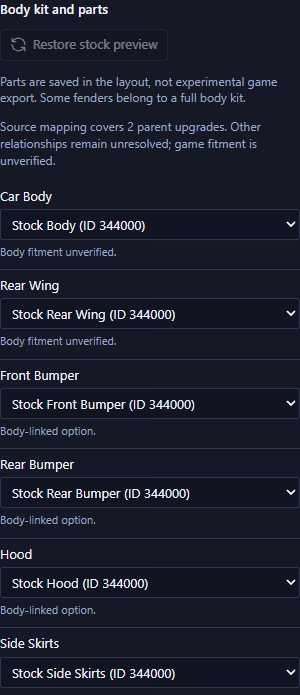 Body kit and parts
Restore stock preview
Parts are saved in the layout, not experimental game
export. Some fenders belong to a full body kit.
Source mapping covers 2 parent upgrades. Other
relationships remain unresolved; game fitment is
unverified.
Car Body
Stock Body (ID 344000)
Body fitment unverified.
Rear Wing
Stock Rear Wing (ID 344000)
Body fitment unverified.
Front Bumper
Stock Front Bumper (ID 344000)
Body-linked option.
Rear Bumper
Stock Rear Bumper (ID 344000)
Body-linked option.
Hood
Stock Hood (ID 344000)
Body-linked option.
Side Skirts
Stock Side Skirts (ID 344000)